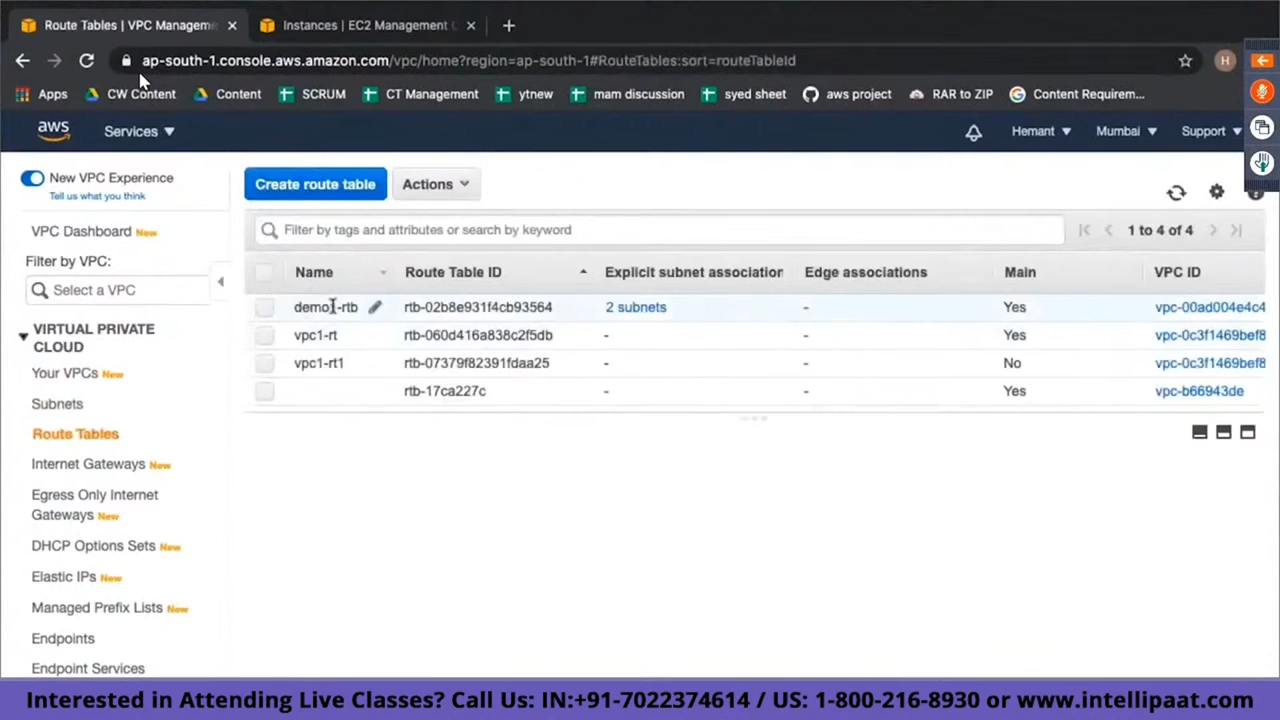 Route Tables | VPC Manageme
Instances | EC2 Management
ap-south-1.console.aws.amazon.com/vpc/home?region=ap-south-1#RouteTables:sort=routeTableId
H
Apps
CW Content
Content
SCRUM
CT Management
ytnew
mam discussion
syed sheet
aws project
RAR to ZIP
Content Requirem...
aws
Services
Hemant
Mumbai
Support
New VPC Experience
Tell us what you think
Create route table
Actions
VPC Dashboard New
Filter by VPC:
Select a VPC
VIRTUAL PRIVATE
CLOUD
Your VPCs New
Subnets
Route Tables
Internet Gateways New
Egress Only Internet
Gateways New
DHCP Options Sets New
Elastic IPs New
Managed Prefix Lists New
Endpoints
Endpoint Services
Filter by tags and attributes or search by keyword
1 to 4 of 4
Name Route Table ID Explicit subnet association Edge associations Main VPC ID
demo1-rtb rtb-02b8e931f4cb93564 2 subnets - Yes vpc-00ad004e4c4
vpc1-rt rtb-060d416a838c2f5db - - Yes vpc-0c3f1469bef8
vpc1-rt1 rtb-07379f82391fdaa25 - - No vpc-0c3f1469bef8
rtb-17ca227c - - Yes vpc-b66943de
Interested in Attending Live Classes? Call Us: IN:+91-7022374614 / US: 1-800-216-8930 or www.intellipaat.com